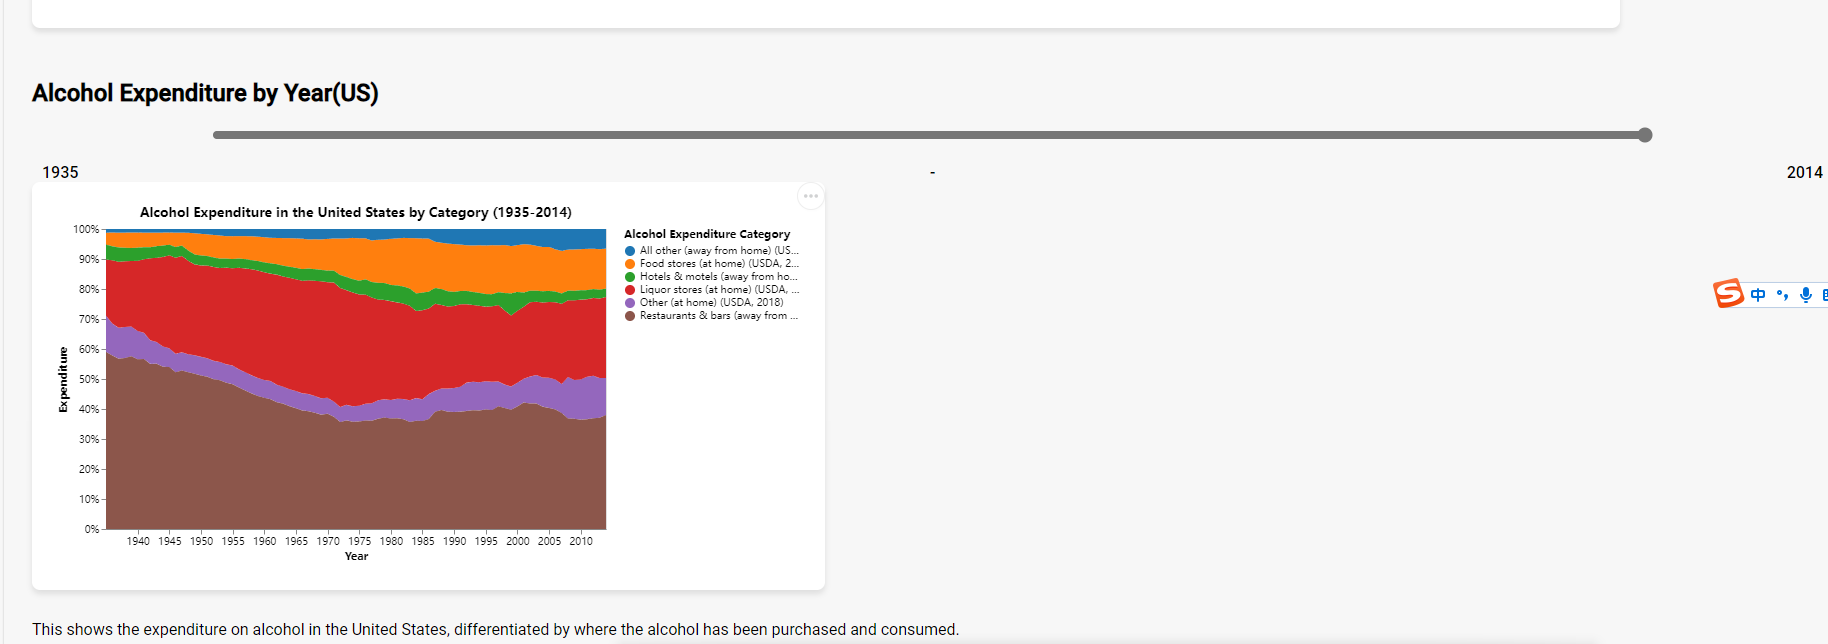 Alcohol Expenditure by Year(US)
1935 - 2014
Alcohol Expenditure in the United States by Category (1935-2014)
100%
90%
80%
70%
60%
50%
40%
30%
20%
10%
0%
Expenditure
1940 1945 1950 1955 1960 1965 1970 1975 1980 1985 1990 1995 2000 2005 2010
Year
Alcohol Expenditure Category
All other (away from home) (US...
Food stores (at home) (USDA, 2...
Hotels & motels (away from ho...
Liquor stores (at home) (USDA, ...
Other (at home) (USDA, 2018)
Restaurants & bars (away from ...
S 中
This shows the expenditure on alcohol in the United States, differentiated by where the alcohol has been purchased and consumed.